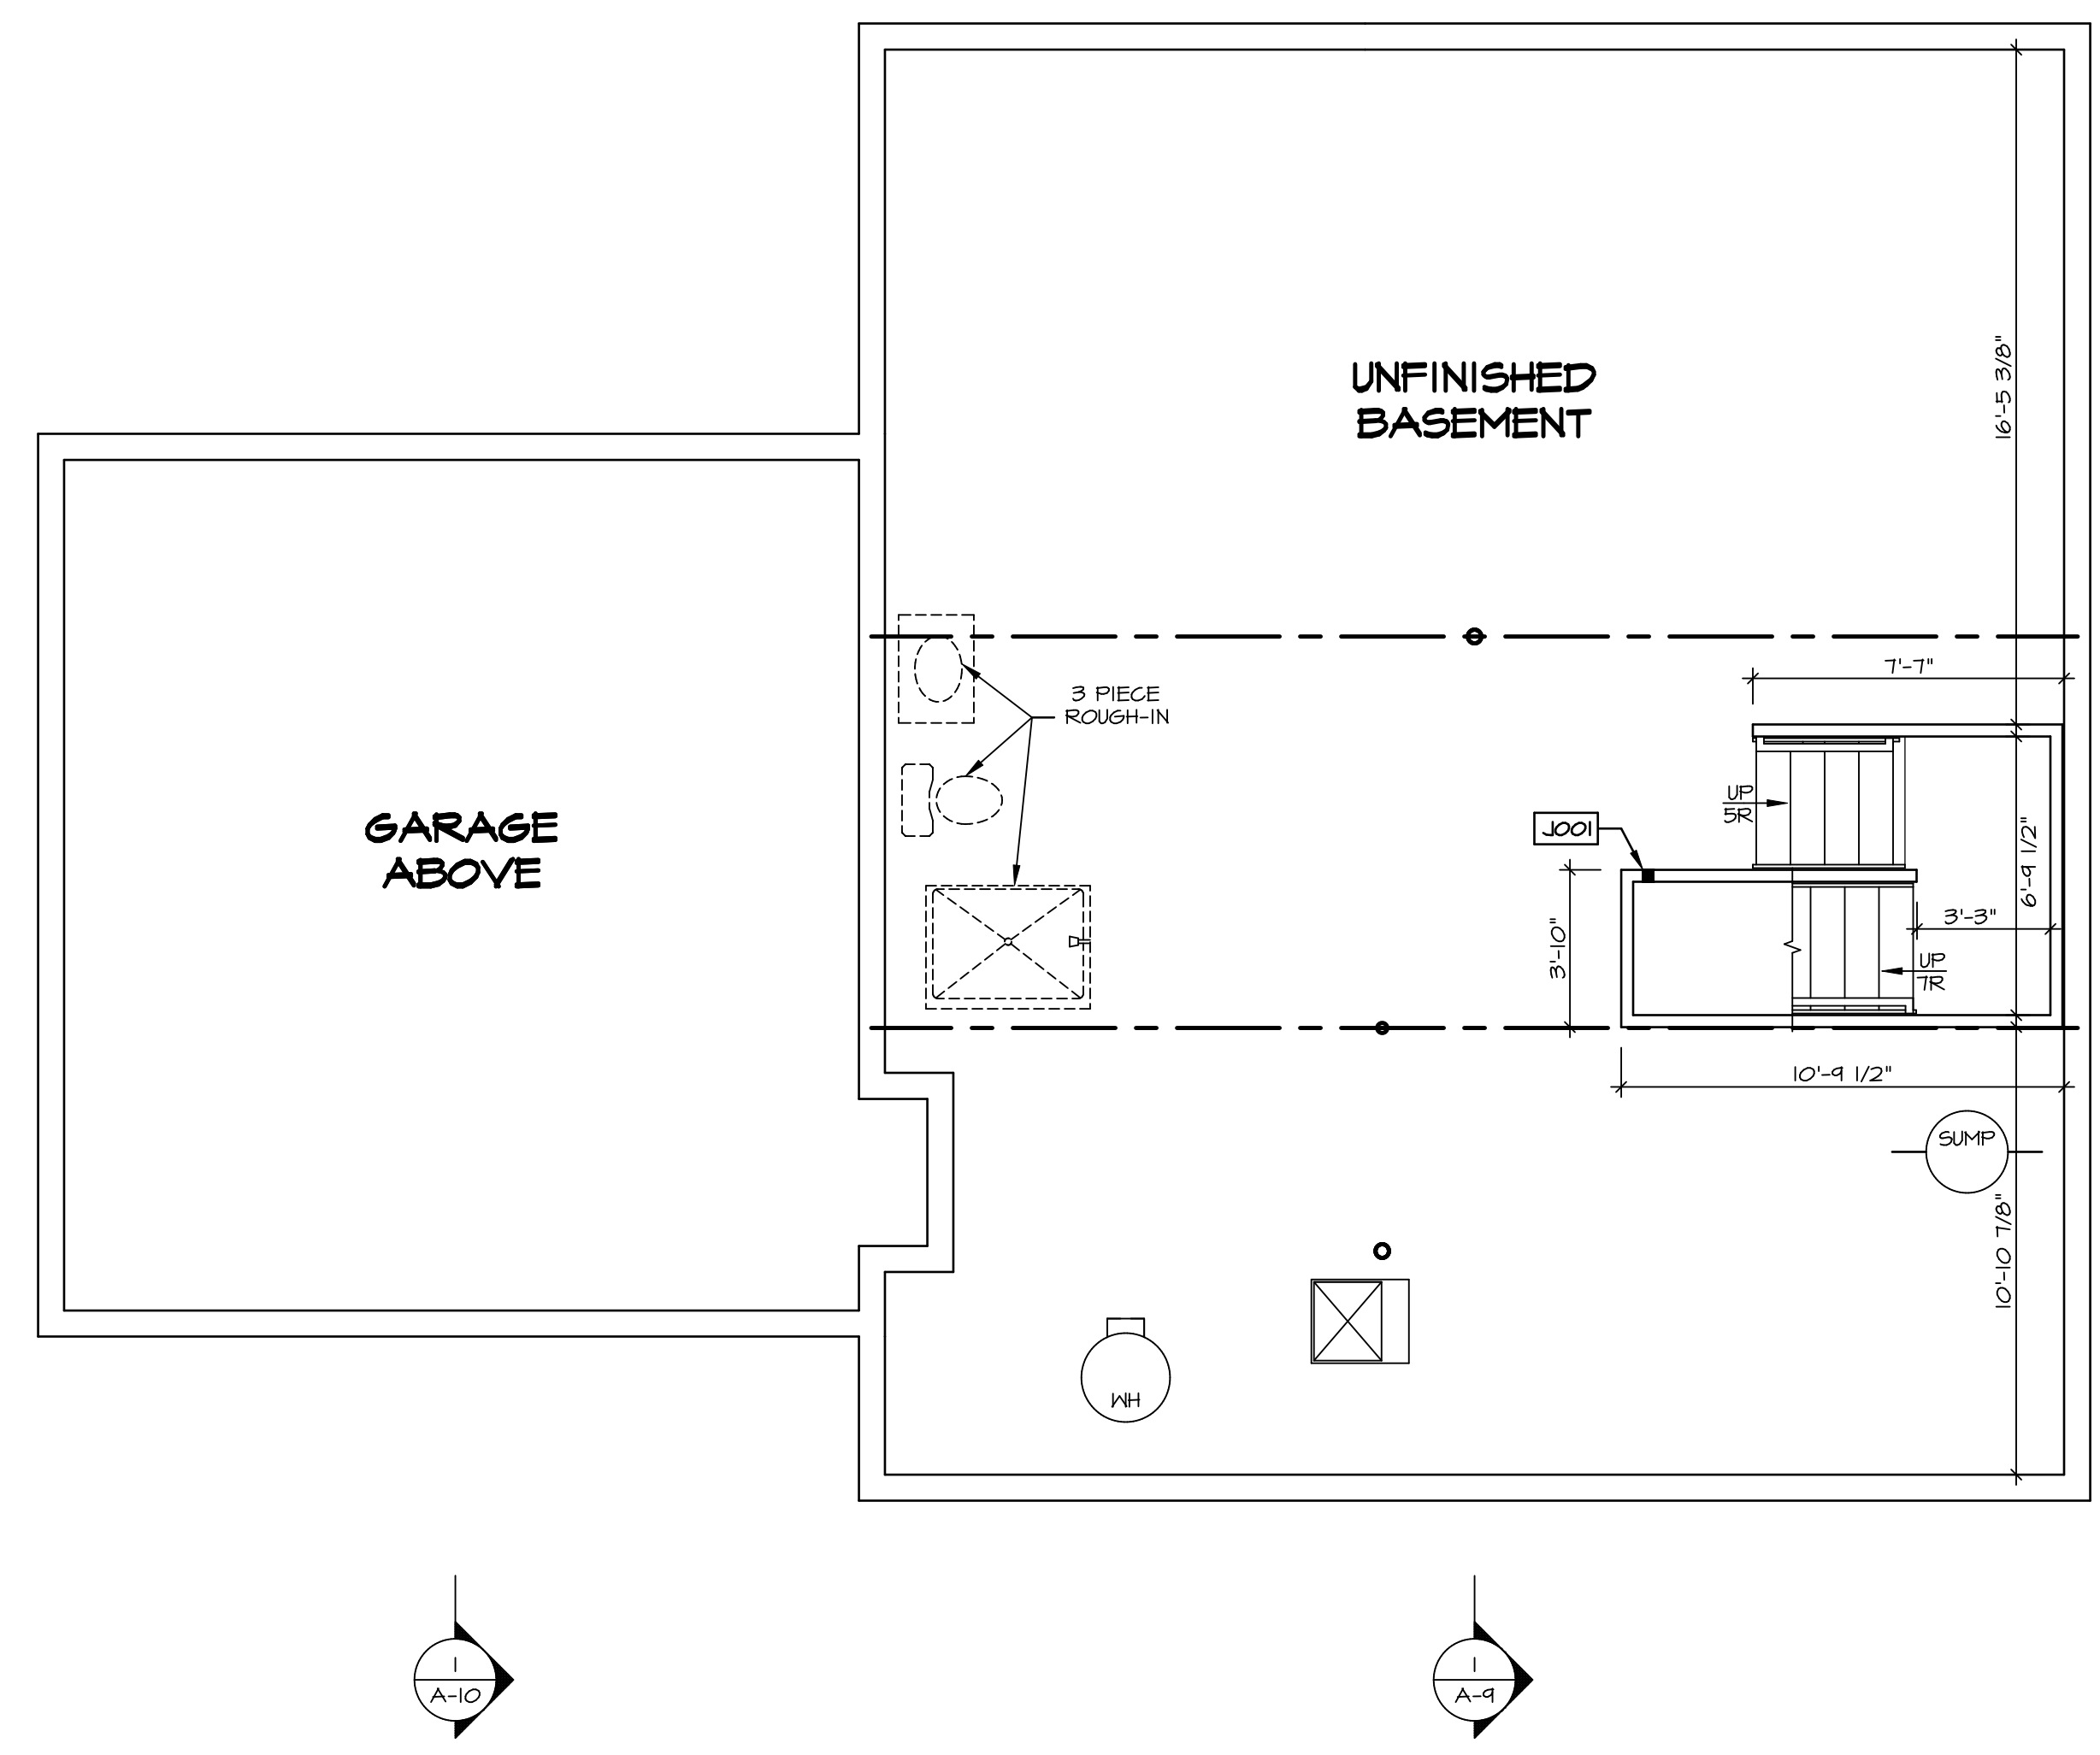 UNFINISHED
BASEMENT
16'-5 3/8"
7'-7"
3 PIECE
ROUGH-IN
UP
5R
GARAGE
ABOVE
J001
6'-9 1/2"
3'-3"
3'-10"
UP
7R
10'-9 1/2"
SUMP
10'-10 7/8"
WH
1
A-10
1
A-9